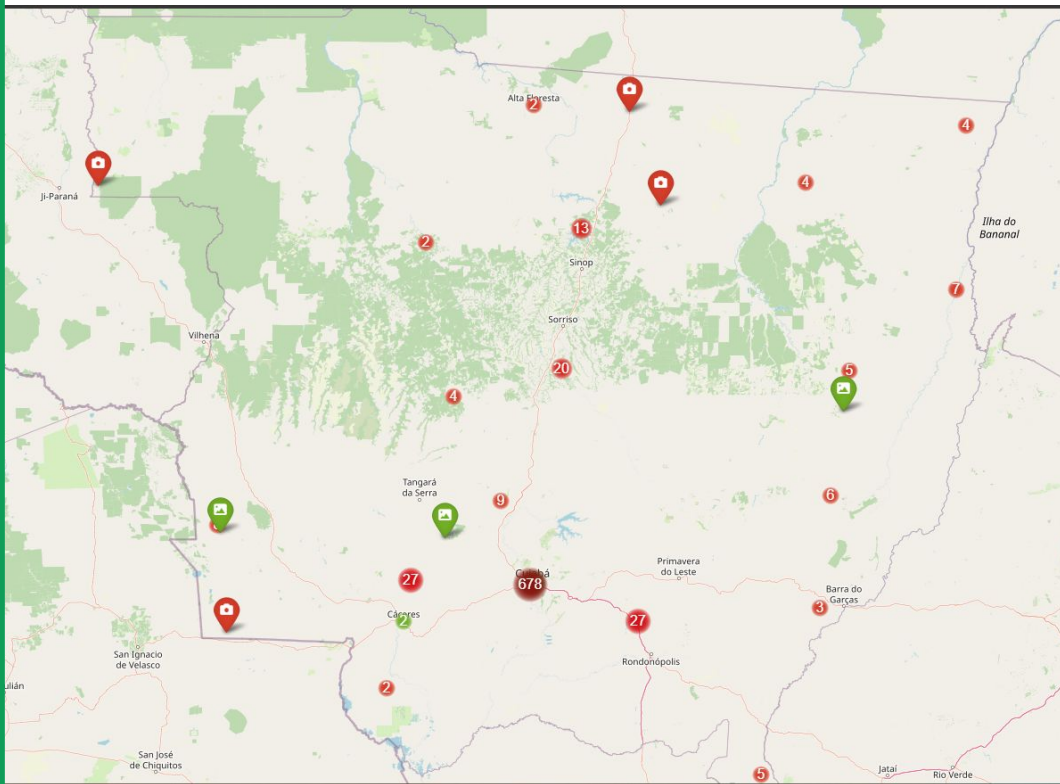 Alta Floresta
2
4
Ji-Paraná
4
Ilha do
Bananal
13
2
Sinop
7
Sorriso
Vilhena
20
5
4
Tangará
da Serra
9
6
Primavera
do Leste
27
678
Barra do
Garças
3
Cáceres
2
27
San Ignacio
de Velasco
Rondonópolis
2
San José
de Chiquitos
5
Jataí
Rio Verde